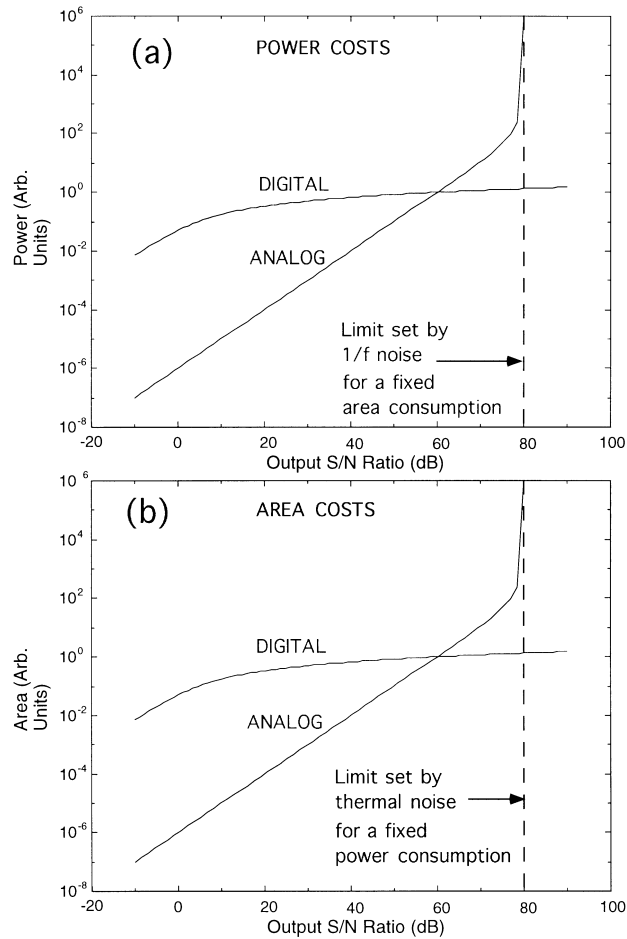 (a)
POWER COSTS
10^6
10^4
10^2
10^0
10^-2
10^-4
10^-6
10^-8
Power (Arb.
Units)
DIGITAL
ANALOG
Limit set by
1/f noise
for a fixed
area consumption
-20
0
20
40
60
80
100
Output S/N Ratio (dB)
(b)
AREA COSTS
10^6
10^4
10^2
10^0
10^-2
10^-4
10^-6
10^-8
Area (Arb.
Units)
DIGITAL
ANALOG
Limit set by
thermal noise
for a fixed
power consumption
-20
0
20
40
60
80
100
Output S/N Ratio (dB)